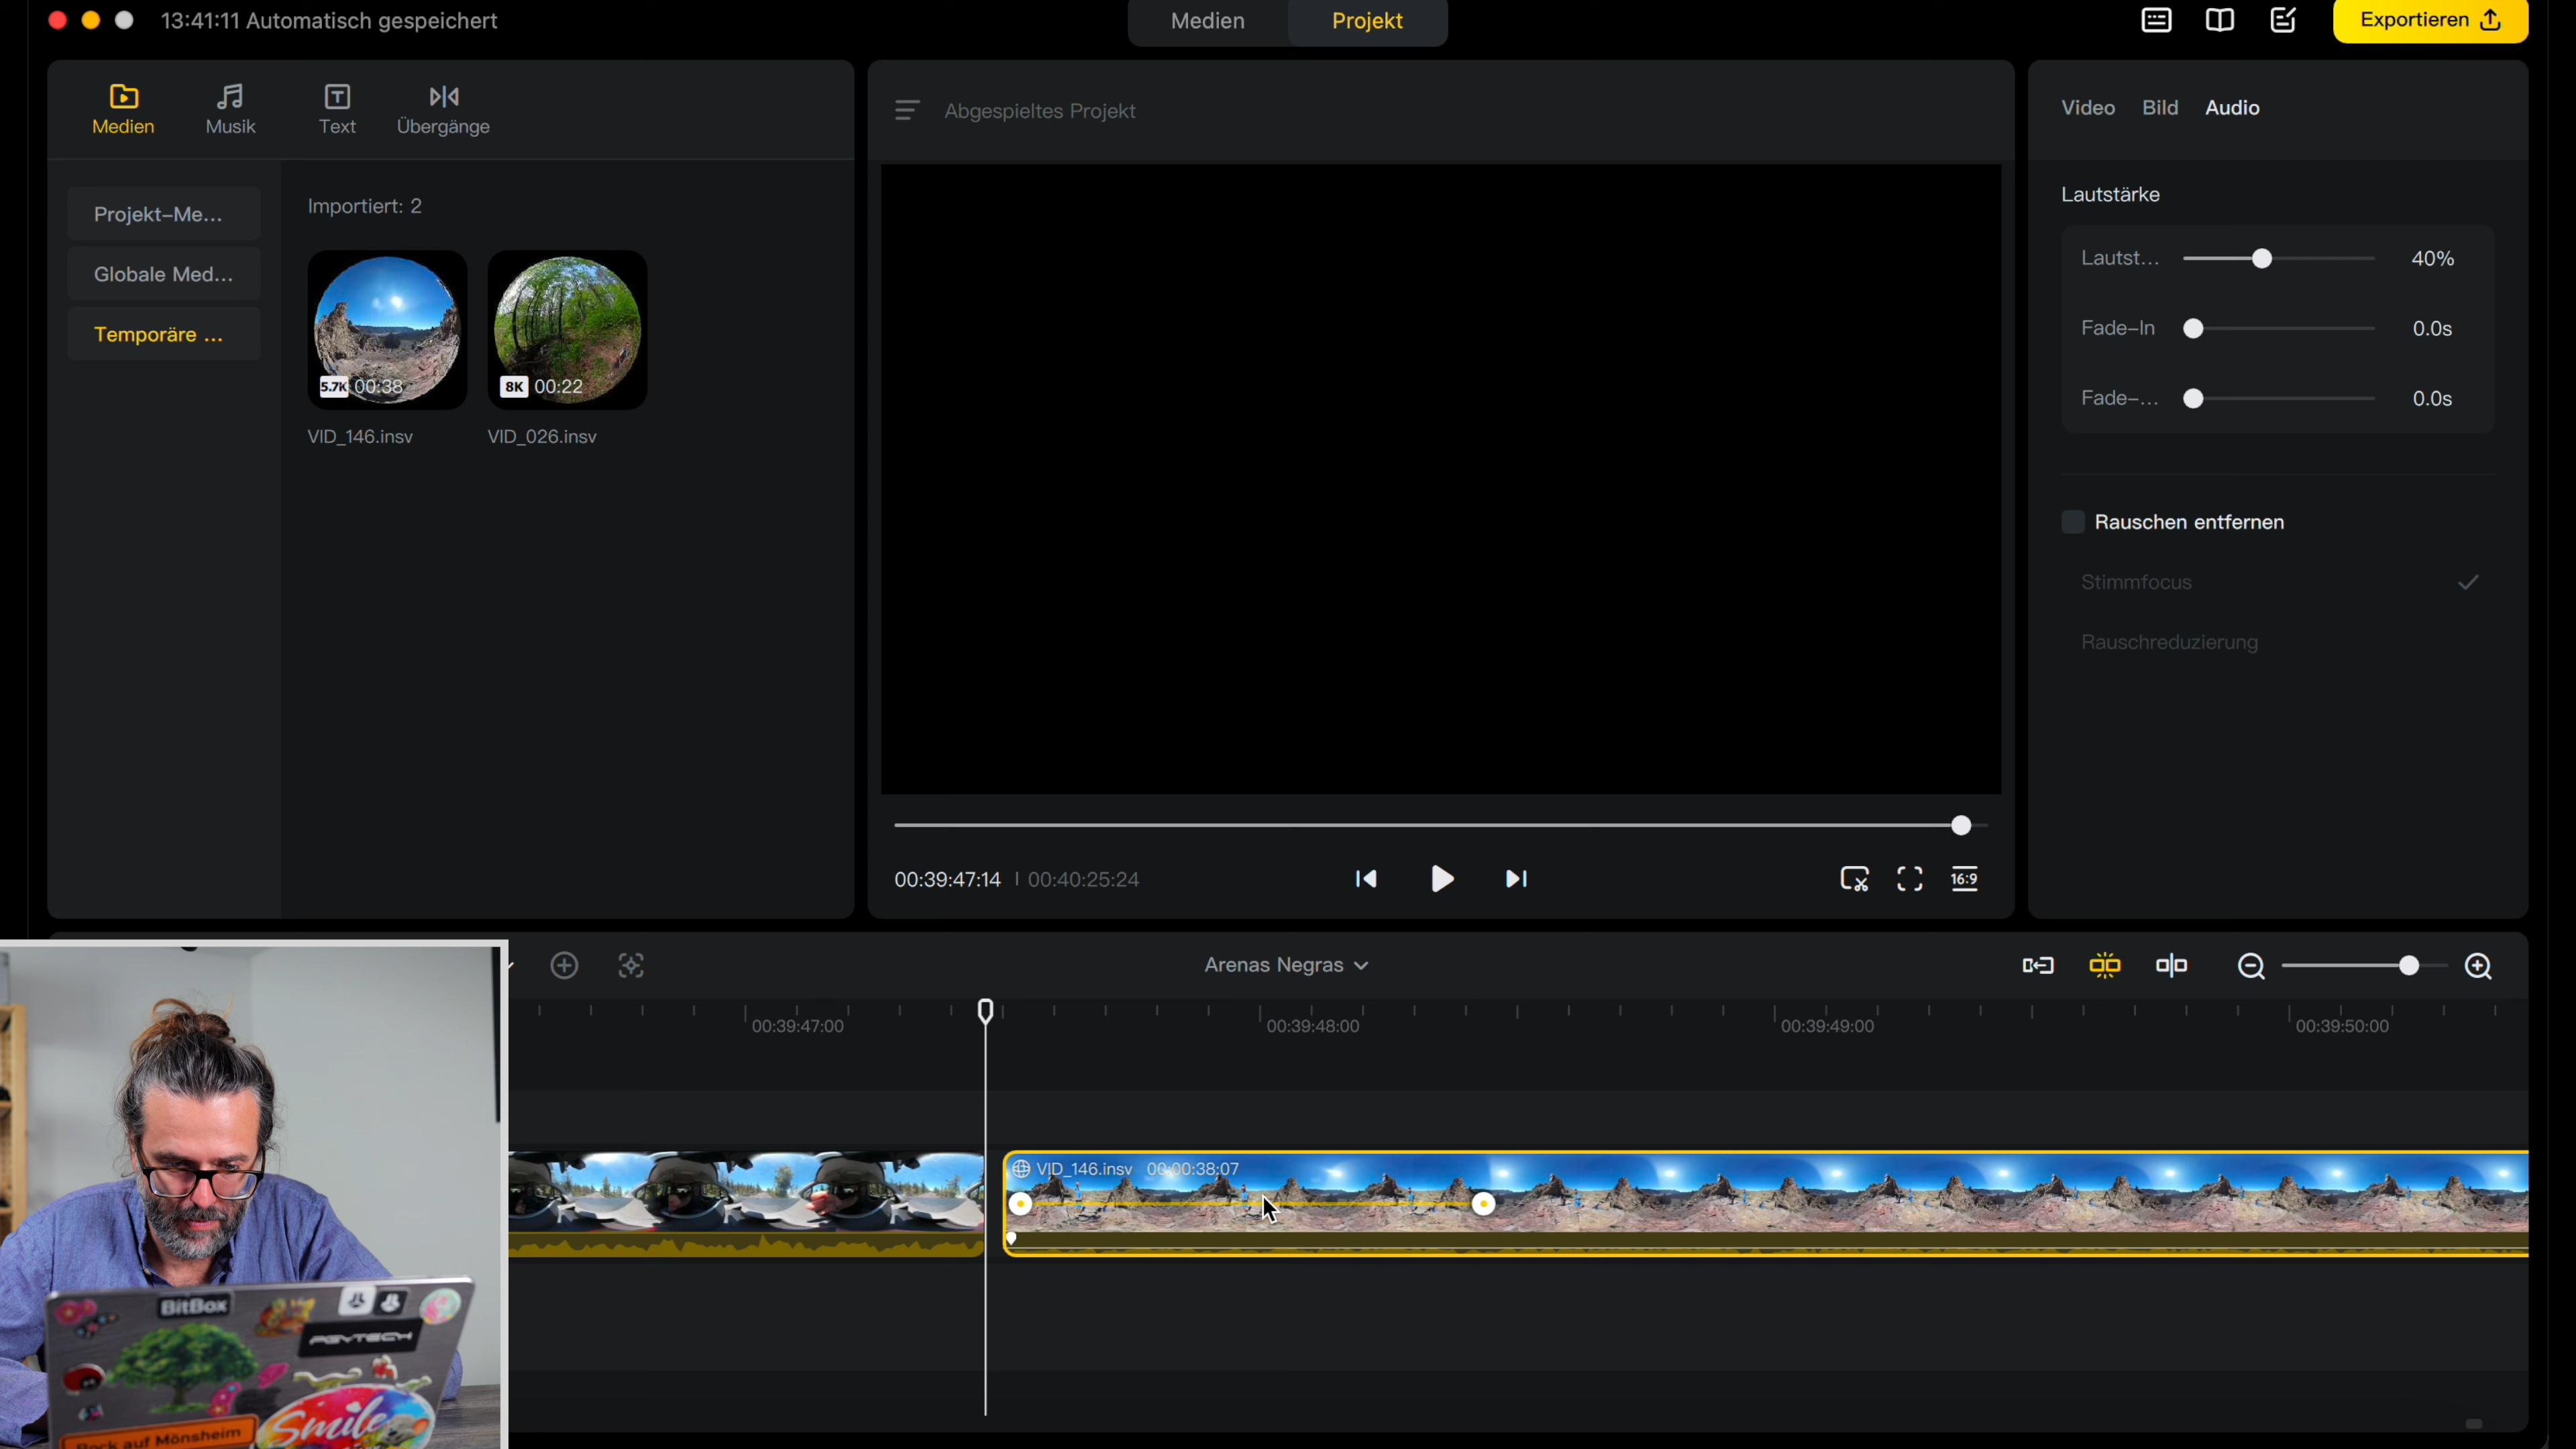 13:41:11 Automatisch gespeichert
Medien
Projekt
Exportieren
Medien
Musik
Text
Übergänge
Abgespieltes Projekt
Video
Bild
Audio
Projekt-Me...
Globale Med...
Temporäre ...
Importiert: 2
5.7K 00:38
8K 00:22
VID_146.insv
VID_026.insv
Lautstärke
Lautst... 40%
Fade-In 0.0s
Fade-... 0.0s
Rauschen entfernen
Stimmfocus
Rauschreduzierung
00:39:47:14 | 00:40:25:24
16:9
Arenas Negras
00:39:47:00
00:39:48:00
00:39:49:00
00:39:50:00
VID_146.insv 00:00:38:07
BitBox
PGYTECH
Smile
Rock auf Mönsheim